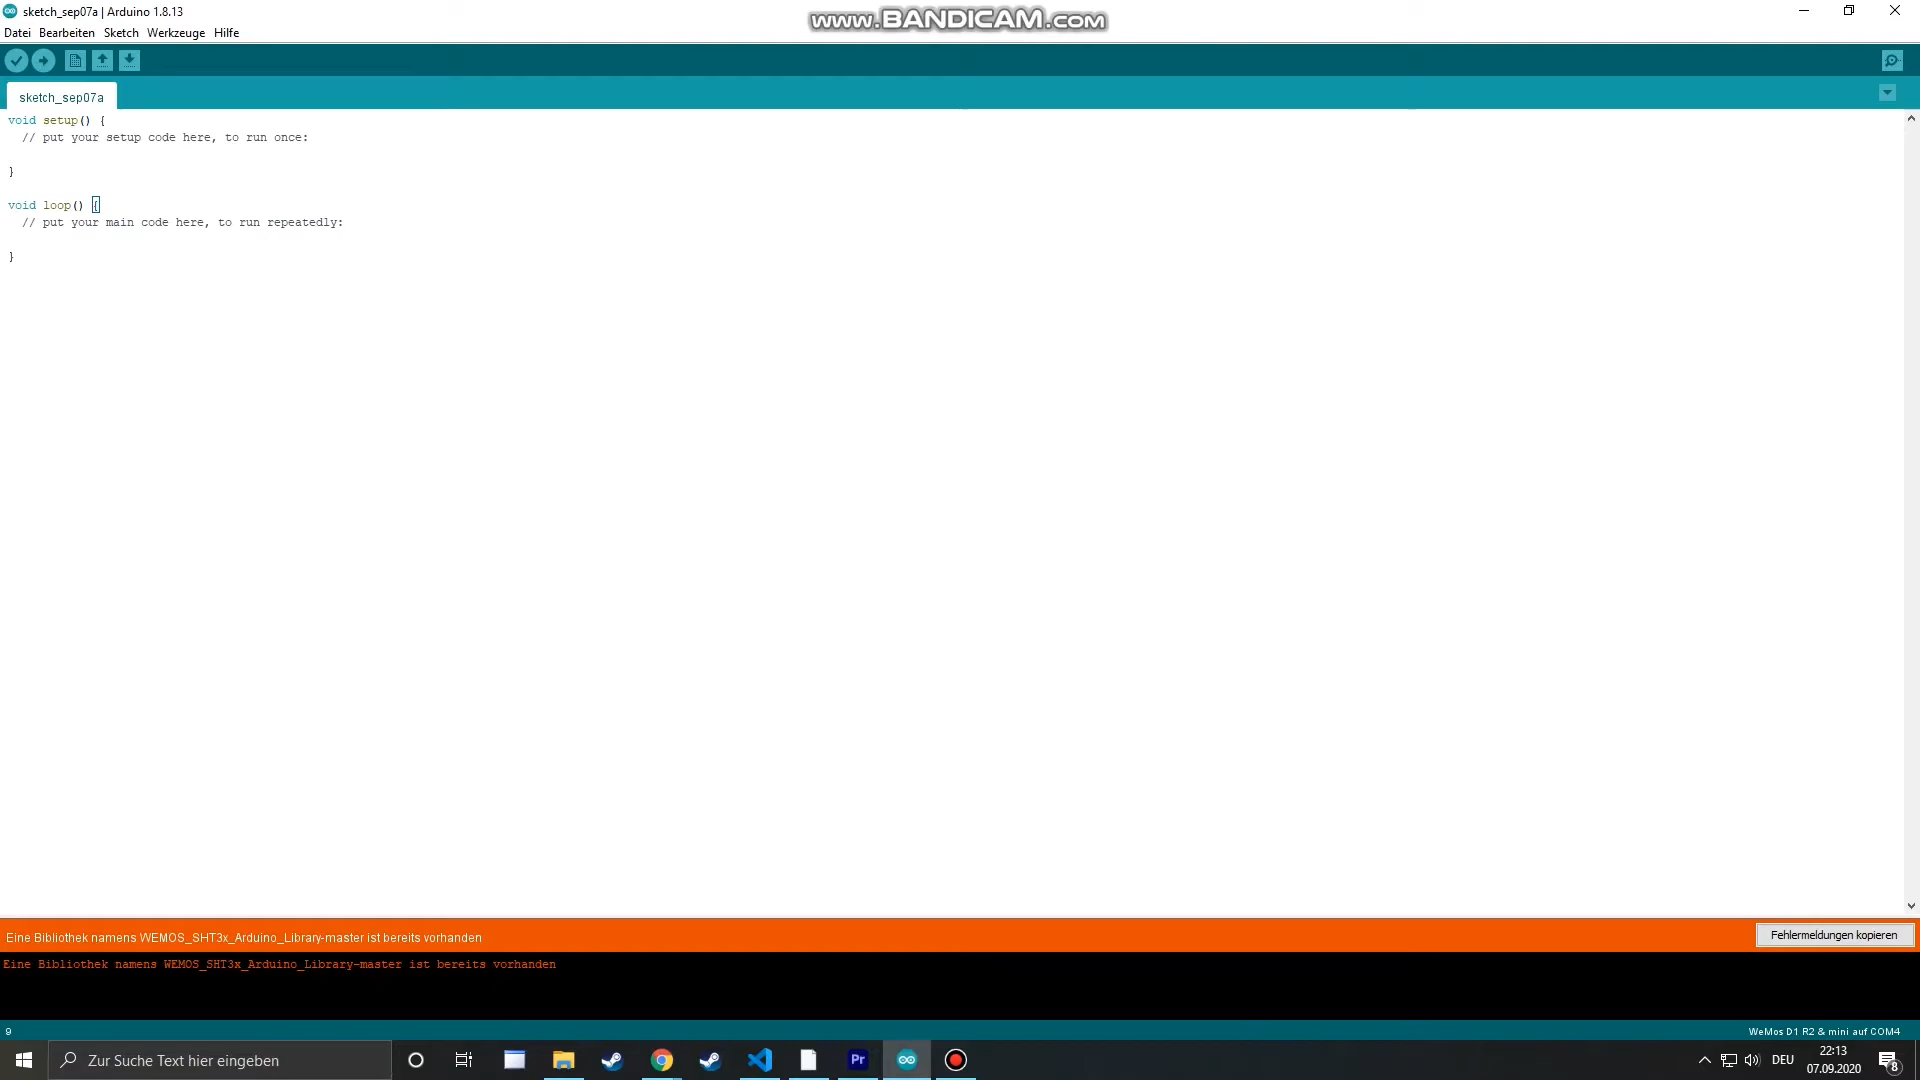 sketch_sep07a | Arduino 1.8.13
www.BANDICAM.com
Datei Bearbeiten Sketch Werkzeuge Hilfe
sketch_sep07a
void setup() {
// put your setup code here, to run once:
}
void loop() {
// put your main code here, to run repeatedly:
}
Eine Bibliothek namens WEMOS_SHT3x_Arduino_Library-master ist bereits vorhanden
Fehlermeldungen kopieren
Eine Bibliothek namens WEMOS_SHT3x_Arduino_Library-master ist bereits vorhanden
9
WeMos D1 R2 & mini auf COM4
Zur Suche Text hier eingeben
Pr
DEU
22:13
07.09.2020
8